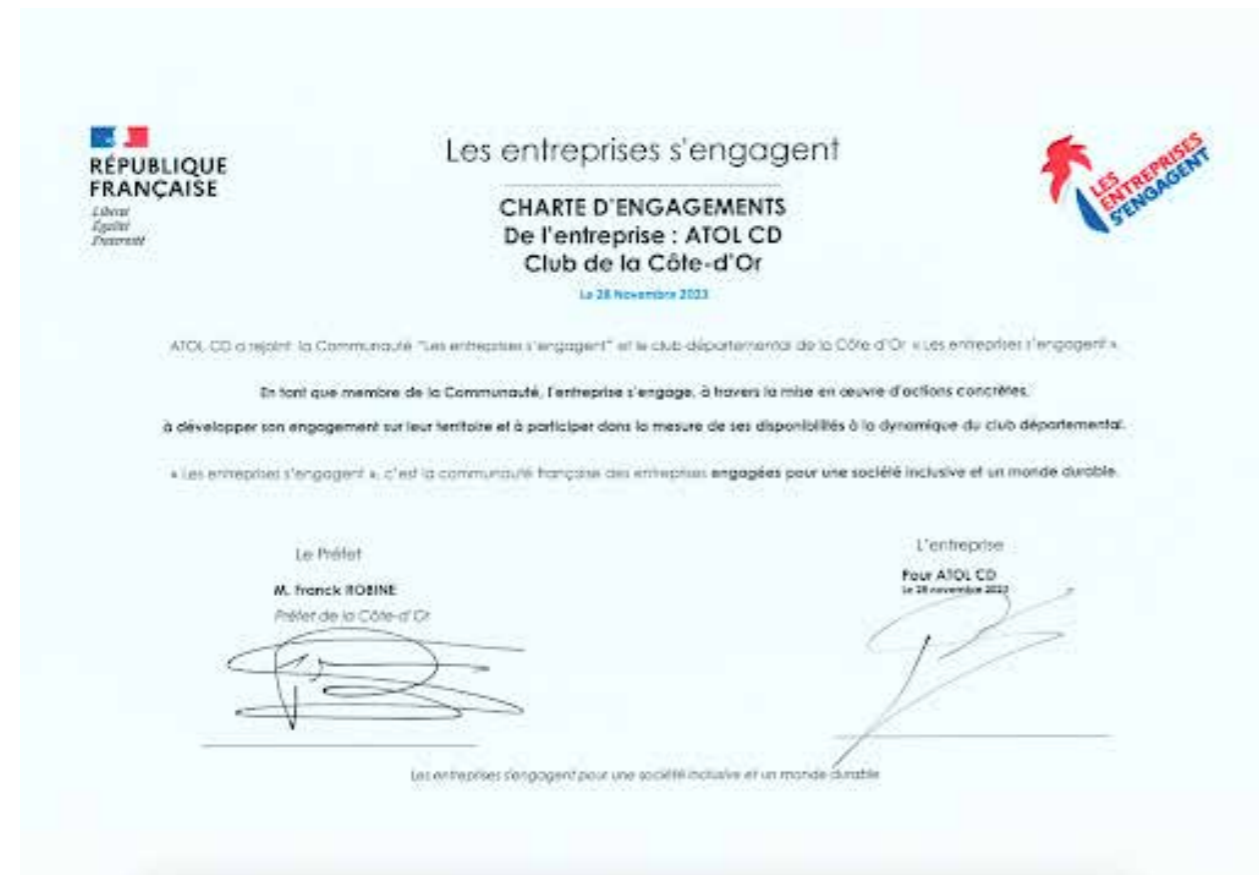 RÉPUBLIQUE
FRANÇAISE
Liberté
Égalité
Fraternité
Les entreprises s'engagent
LES
ENTREPRISES
S'ENGAGENT
CHARTE D'ENGAGEMENTS
De l'entreprise : ATOL CD
Club de la Côte-d'Or
Le 28 Novembre 2023
ATOL CD a rejoint la Communauté "Les entreprises s'engagent" et le club départemental de la Côte d'Or « Les entreprises s'engagent ».
En tant que membre de la Communauté, l'entreprise s'engage, à travers la mise en œuvre d'actions concrètes,
à développer son engagement sur leur territoire et à participer dans la mesure de ses disponibilités à la dynamique du club départemental.
« Les entreprises s'engagent », c'est la communauté française des entreprises engagées pour une société inclusive et un monde durable.
Le Préfet
M. Franck ROBINE
Préfet de la Côte-d'Or
L'entreprise
Pour ATOL CD
Le 28 novembre 2023
Les entreprises s'engagent pour une société inclusive et un monde durable